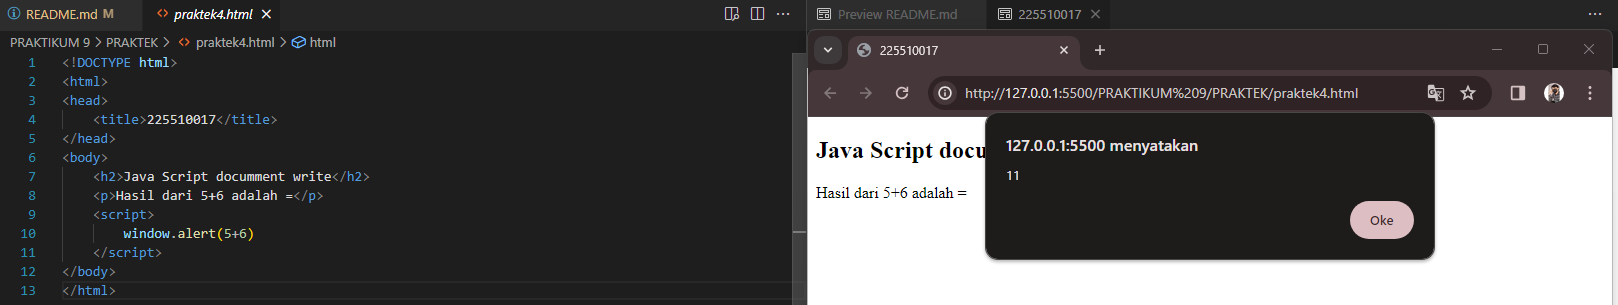 README.md M
praktek4.html
Preview README.md
225510017
PRAKTIKUM 9 > PRAKTEK > praktek4.html > html
1 <!DOCTYPE html>
2 <html>
3 <head>
4 <title>225510017</title>
5 </head>
6 <body>
7 <h2>Java Script documment write</h2>
8 <p>Hasil dari 5+6 adalah =</p>
9 <script>
10 window.alert(5+6)
11 </script>
12 </body>
13 </html>
225510017
http://127.0.0.1:5500/PRAKTIKUM%209/PRAKTEK/praktek4.html
Java Script docu
Hasil dari 5+6 adalah =
127.0.0.1:5500 menyatakan
11
Oke